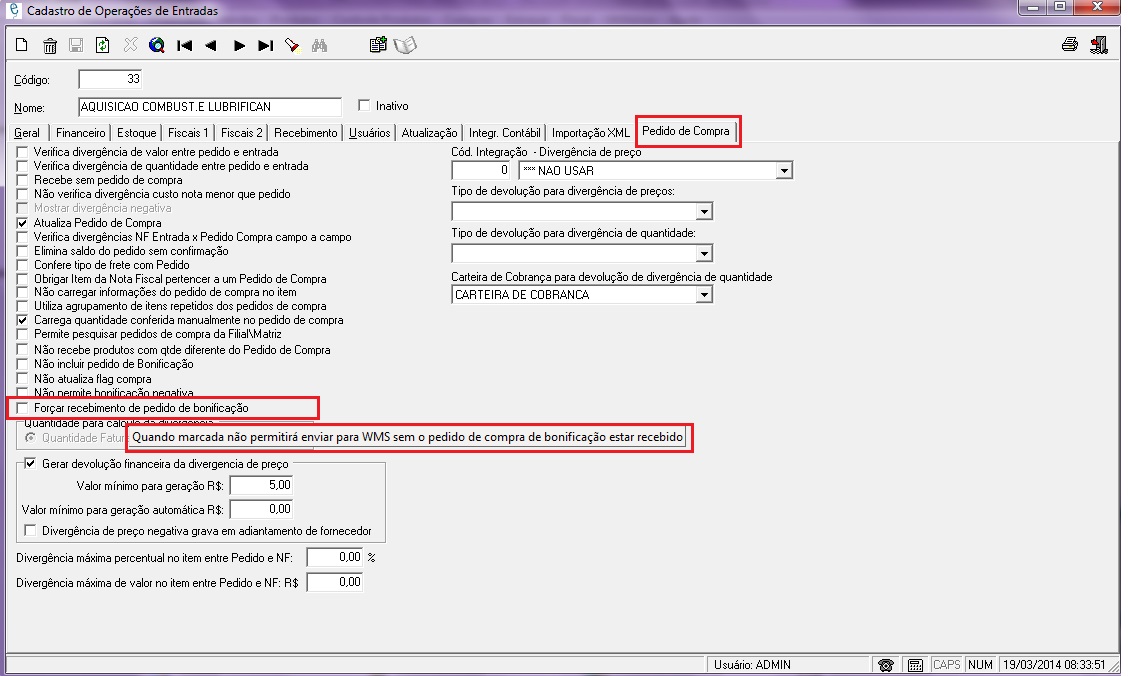 Cadastro de Operações de Entradas
Código: 33
Nome: AQUISICAO COMBUST.E LUBRIFICAN Inativo
Geral Financeiro Estoque Fiscais 1 Fiscais 2 Recebimento Usuários Atualização Integr. Contábil Importação XML Pedido de Compra
Verifica divergência de valor entre pedido e entrada
Verifica divergência de quantidade entre pedido e entrada
Recebe sem pedido de compra
Não verifica divergência custo nota menor que pedido
Mostrar divergência negativa
Atualiza Pedido de Compra
Verifica divergências NF Entrada x Pedido Compra campo a campo
Elimina saldo do pedido sem confirmação
Confere tipo de frete com Pedido
Obrigar Item da Nota Fiscal pertencer a um Pedido de Compra
Não carregar informações do pedido de compra no item
Utiliza agrupamento de itens repetidos dos pedidos de compra
Carrega quantidade conferida manualmente no pedido de compra
Permite pesquisar pedidos de compra da Filial\Matriz
Não recebe produtos com qtde diferente do Pedido de Compra
Não incluir pedido de Bonificação
Não atualiza flag compra
Não permite bonificação negativa
Forçar recebimento de pedido de bonificação
Quantidade para calculo da divergência
Quantidade Fatur
Quando marcada não permitirá enviar para WMS sem o pedido de compra de bonificação estar recebido
Gerar devolução financeira da divergencia de preço
Valor mínimo para geração R$: 5,00
Valor mínimo para geração automática R$: 0,00
Divergência de preço negativa grava em adiantamento de fornecedor
Divergência máxima percentual no item entre Pedido e NF: 0,00 %
Divergência máxima de valor no item entre Pedido e NF: R$ 0,00
Cód. Integração - Divergência de preço
0 *** NAO USAR
Tipo de devolução para divergência de preços:
Tipo de devolução para divergência de quantidade:
Carteira de Cobrança para devolução de divergência de quantidade
CARTEIRA DE COBRANCA
Usuário: ADMIN CAPS NUM 19/03/2014 08:33:51